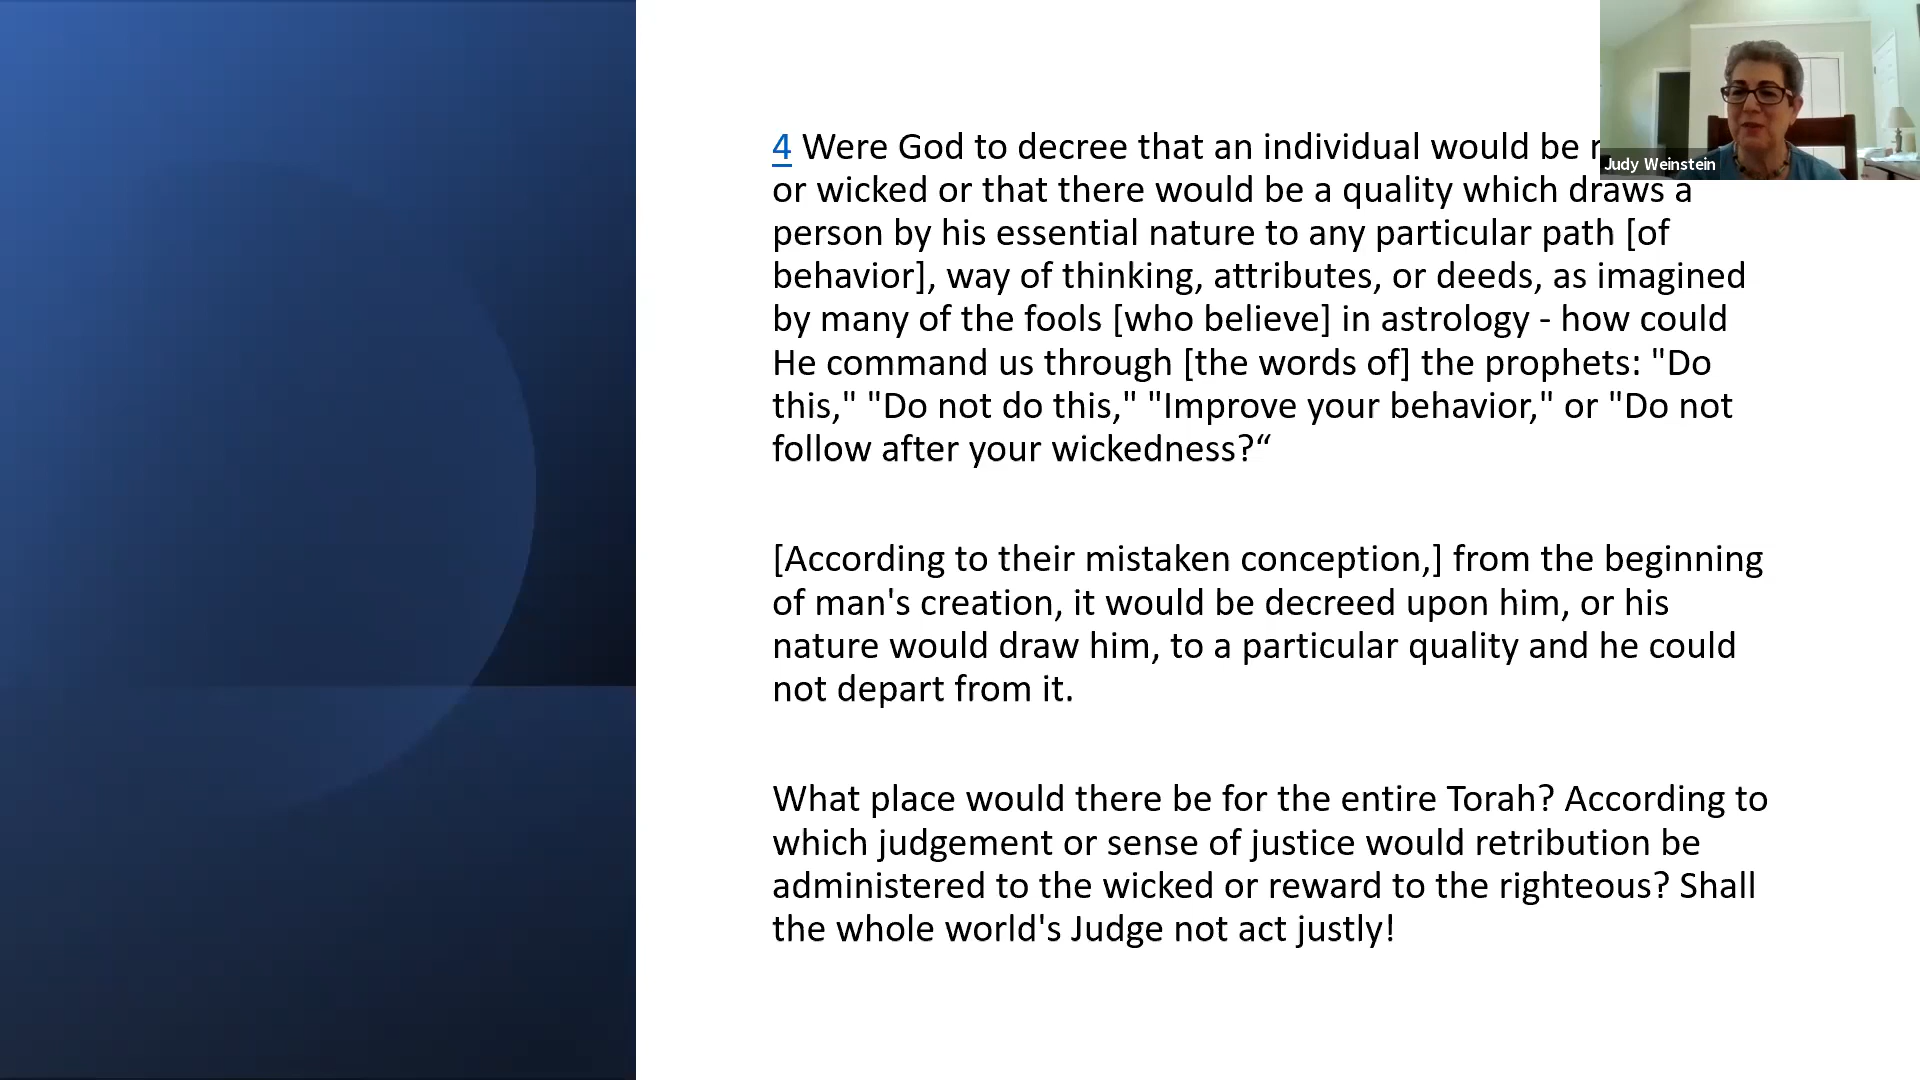 4 Were God to decree that an individual would be
or wicked or that there would be a quality which draws a
person by his essential nature to any particular path [of
behavior], way of thinking, attributes, or deeds, as imagined
by many of the fools [who believe] in astrology - how could
He command us through [the words of] the prophets: "Do
this," "Do not do this," "Improve your behavior," or "Do not
follow after your wickedness?“
[According to their mistaken conception,] from the beginning
of man's creation, it would be decreed upon him, or his
nature would draw him, to a particular quality and he could
not depart from it.
What place would there be for the entire Torah? According to
which judgement or sense of justice would retribution be
administered to the wicked or reward to the righteous? Shall
the whole world's Judge not act justly!
Judy Weinstein